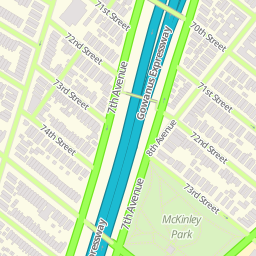 71st Street
70th Street
72nd Street
Gowanus Expressway
73rd Street
7th Avenue
71st Street
74th Street
8th Avenue
72nd Street
7th Avenue
73rd Street
McKinley
Park
pressway